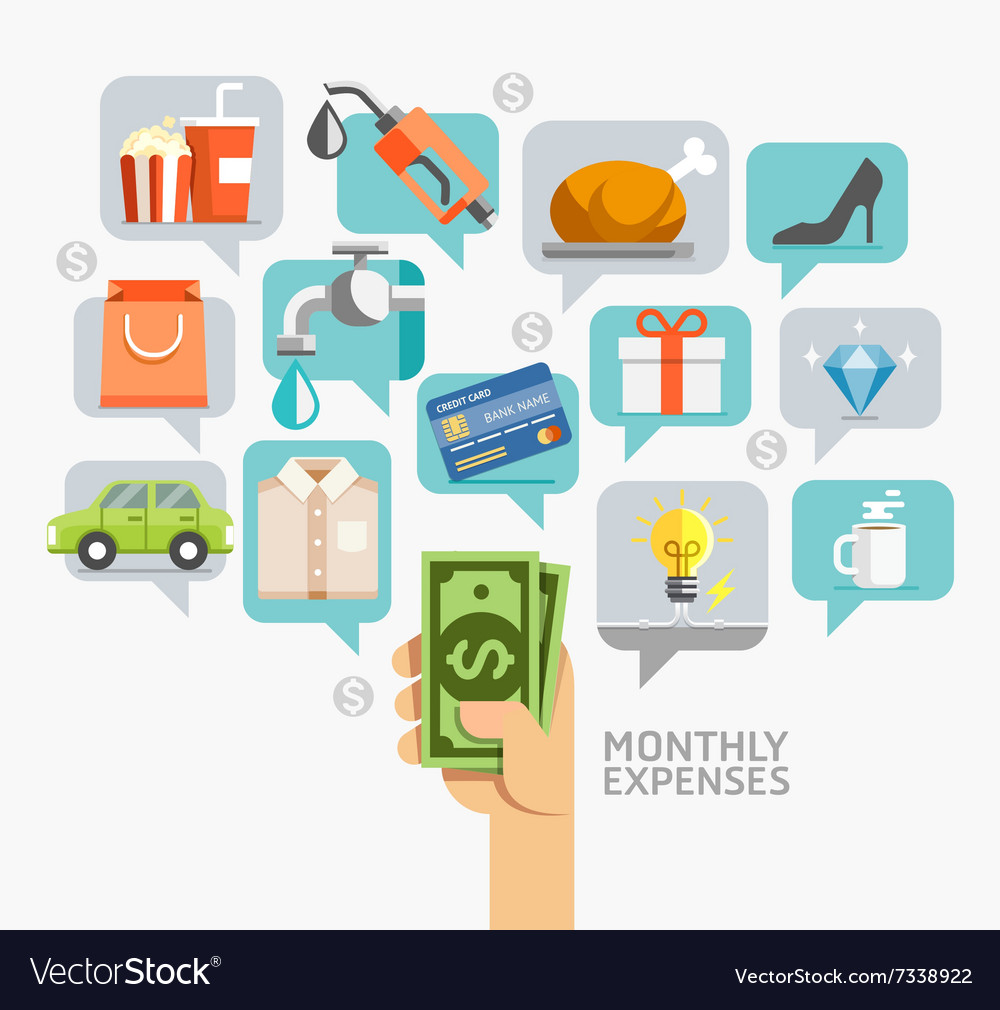 $
$
$
CREDIT CARD
BANK NAME
$
$
$
MONTHLY
EXPENSES
VectorStock®
VectorStock.com/7338922